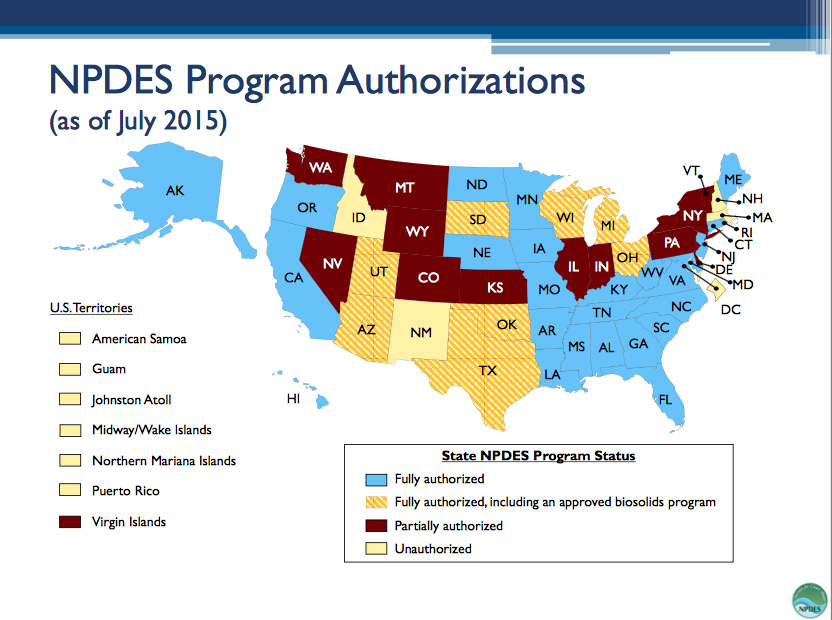 NPDES Program Authorizations
(as of July 2015)
AK
WA
MT
ND
MN
VT
ME
NH
MA
RI
CT
NJ
DE
MD
DC
OR
ID
WY
SD
WI
MI
NY
PA
NV
UT
CO
NE
IA
IL
IN
OH
WV
VA
CA
KS
MO
KY
NC
AZ
NM
OK
AR
TN
SC
TX
LA
MS
AL
GA
FL
HI
U.S. Territories
American Samoa
Guam
Johnston Atoll
Midway/Wake Islands
Northern Mariana Islands
Puerto Rico
Virgin Islands
State NPDES Program Status
Fully authorized
Fully authorized, including an approved biosolids program
Partially authorized
Unauthorized
NPDES